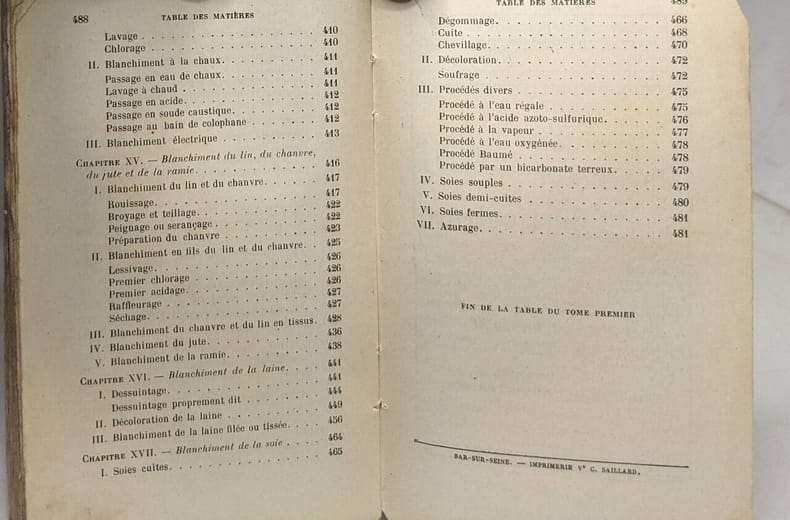 488 TABLE DES MATIÈRES
Lavage . . . . . . . . . . . . . . . . . . 410
Chlorage . . . . . . . . . . . . . . . . . 410
II. Blanchiment à la chaux. . . . . . . . . . . . 411
Passage en eau de chaux. . . . . . . . . . . 411
Lavage à chaud . . . . . . . . . . . . . . . 411
Passage en acide. . . . . . . . . . . . . . . 412
Passage en soude caustique. . . . . . . . . . 412
Passage au bain de colophane . . . . . . . . 412
III. Blanchiment électrique . . . . . . . . . . . 413
CHAPITRE XV. — Blanchiment du lin, du chanvre,
du jute et de la ramie. . . . . . . . . . . . 416
I. Blanchiment du lin et du chanvre. . . . . . 417
Rouissage. . . . . . . . . . . . . . . . . . 417
Broyage et teillage. . . . . . . . . . . . . . 422
Peignage ou serançage . . . . . . . . . . . . 422
Préparation du chanvre . . . . . . . . . . . 423
II. Blanchiment en fils du lin et du chanvre. . 425
Lessivage. . . . . . . . . . . . . . . . . . 426
Premier chlorage . . . . . . . . . . . . . . 426
Premier acidage. . . . . . . . . . . . . . . 426
Raffleurage . . . . . . . . . . . . . . . . . 427
Séchage. . . . . . . . . . . . . . . . . . . 427
III. Blanchiment du chanvre et du lin en tissus. 428
IV. Blanchiment du jute. . . . . . . . . . . . 436
V. Blanchiment de la ramie. . . . . . . . . . 438
CHAPITRE XVI. — Blanchiment de la laine. . . . 441
I. Dessuintage. . . . . . . . . . . . . . . . 441
Dessuintage proprement dit . . . . . . . . . 444
II. Décoloration de la laine . . . . . . . . . 449
III. Blanchiment de la laine filée ou tissée. . . 456
CHAPITRE XVII. — Blanchiment de la soie . . . . 464
I. Soies cuites. . . . . . . . . . . . . . . . 465
TABLE DES MATIÈRES 489
Dégommage. . . . . . . . . . . . . . . . . 466
Cuite . . . . . . . . . . . . . . . . . . . 468
Chevillage. . . . . . . . . . . . . . . . . 470
II. Décoloration. . . . . . . . . . . . . . . 472
Soufrage . . . . . . . . . . . . . . . . . 472
III. Procédés divers . . . . . . . . . . . . . 475
Procédé à l'eau régale . . . . . . . . . . . 475
Procédé à l'acide azoto-sulfurique. . . . . . 476
Procédé à la vapeur . . . . . . . . . . . . 477
Procédé à l'eau oxygénée. . . . . . . . . . 478
Procédé Baumé . . . . . . . . . . . . . . . 478
Procédé par un bicarbonate terreux. . . . . . 479
IV. Soies souples . . . . . . . . . . . . . . 479
V. Soies demi-cuites . . . . . . . . . . . . 480
VI. Soies fermes. . . . . . . . . . . . . . . 481
VII. Azurage. . . . . . . . . . . . . . . . . 481
FIN DE LA TABLE DU TOME PREMIER
BAR-SUR-SEINE. — IMPRIMERIE Vᵉ C. SAILLARD.